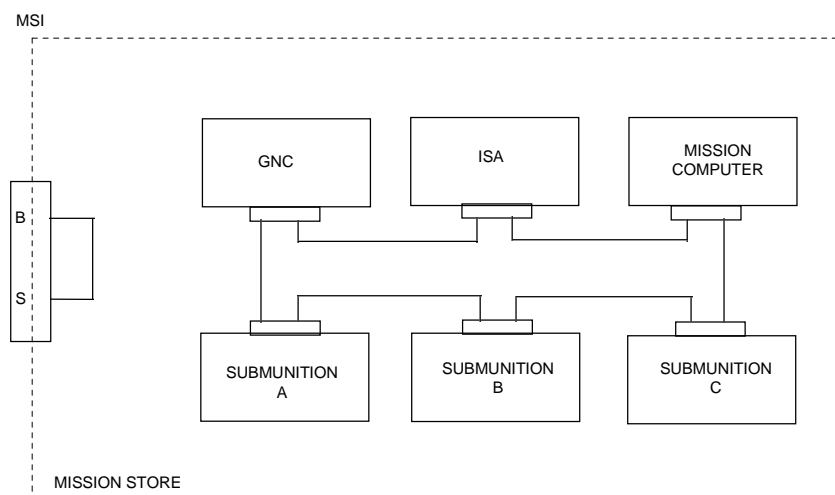 MSI
GNC
ISA
MISSION
COMPUTER
B
S
SUBMUNITION
A
SUBMUNITION
B
SUBMUNITION
C
MISSION STORE